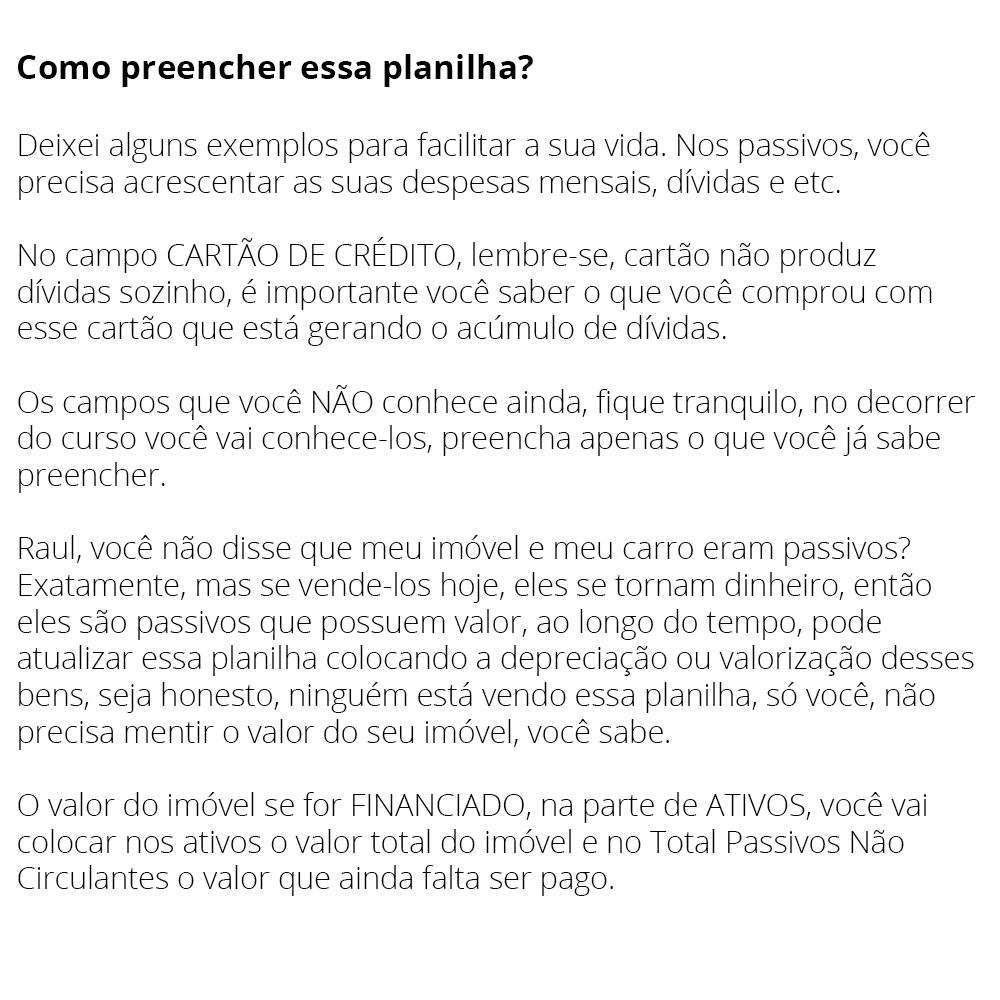 Como preencher essa planilha?
Deixei alguns exemplos para facilitar a sua vida. Nos passivos, você
precisa acrescentar as suas despesas mensais, dívidas e etc.
No campo CARTÃO DE CRÉDITO, lembre-se, cartão não produz
dívidas sozinho, é importante você saber o que você comprou com
esse cartão que está gerando o acúmulo de dívidas.
Os campos que você NÃO conhece ainda, fique tranquilo, no decorrer
do curso você vai conhece-los, preencha apenas o que você já sabe
preencher.
Raul, você não disse que meu imóvel e meu carro eram passivos?
Exatamente, mas se vende-los hoje, eles se tornam dinheiro, então
eles são passivos que possuem valor, ao longo do tempo, pode
atualizar essa planilha colocando a depreciação ou valorização desses
bens, seja honesto, ninguém está vendo essa planilha, só você, não
precisa mentir o valor do seu imóvel, você sabe.
O valor do imóvel se for FINANCIADO, na parte de ATIVOS, você vai
colocar nos ativos o valor total do imóvel e no Total Passivos Não
Circulantes o valor que ainda falta ser pago.